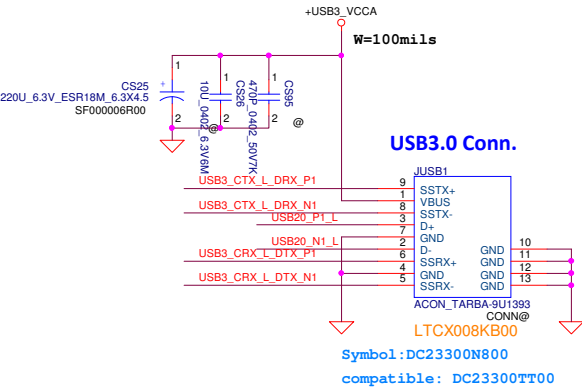 +USB3_VCCA
W=100mils
1
1
1
CS25
220U_6.3V_ESR18M_6.3X4.5
SF000006R00
+
2
2
2
CS26
10U_0402_6.3V6M
@
CS95
470P_0402_50V7K
@
USB3.0 Conn.
JUSB1
USB3_CTX_L_DRX_P1
9
SSTX+
1
VBUS
USB3_CTX_L_DRX_N1
8
SSTX-
USB20_P1_L
3
D+
7
GND
USB20_N1_L
2
D-
GND
10
USB3_CRX_L_DTX_P1
6
SSRX+
GND
11
4
GND
GND
12
USB3_CRX_L_DTX_N1
5
SSRX-
GND
13
ACON_TARBA-9U1393
CONN@
LTCX008KB00
Symbol:DC23300N800
compatible: DC23300TT00